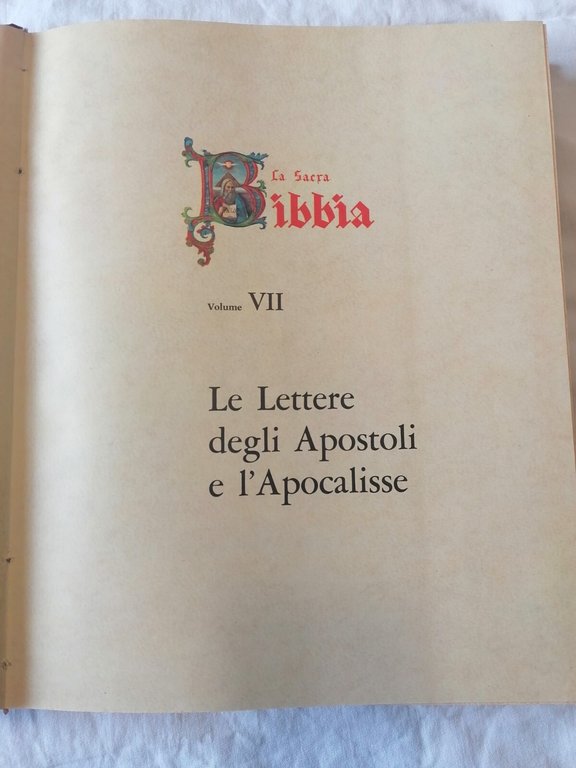 La Sacra
Bibbia
Volume VII
Le Lettere
degli Apostoli
e l'Apocalisse